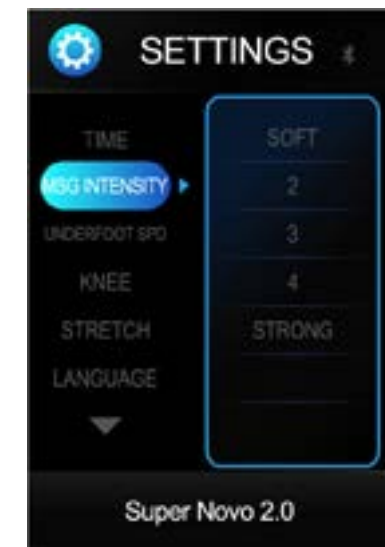 SETTINGS
TIME
MSG INTENSITY
UNDERFOOT SPD
KNEE
STRETCH
LANGUAGE
SOFT
2
3
4
STRONG
Super Novo 2.0